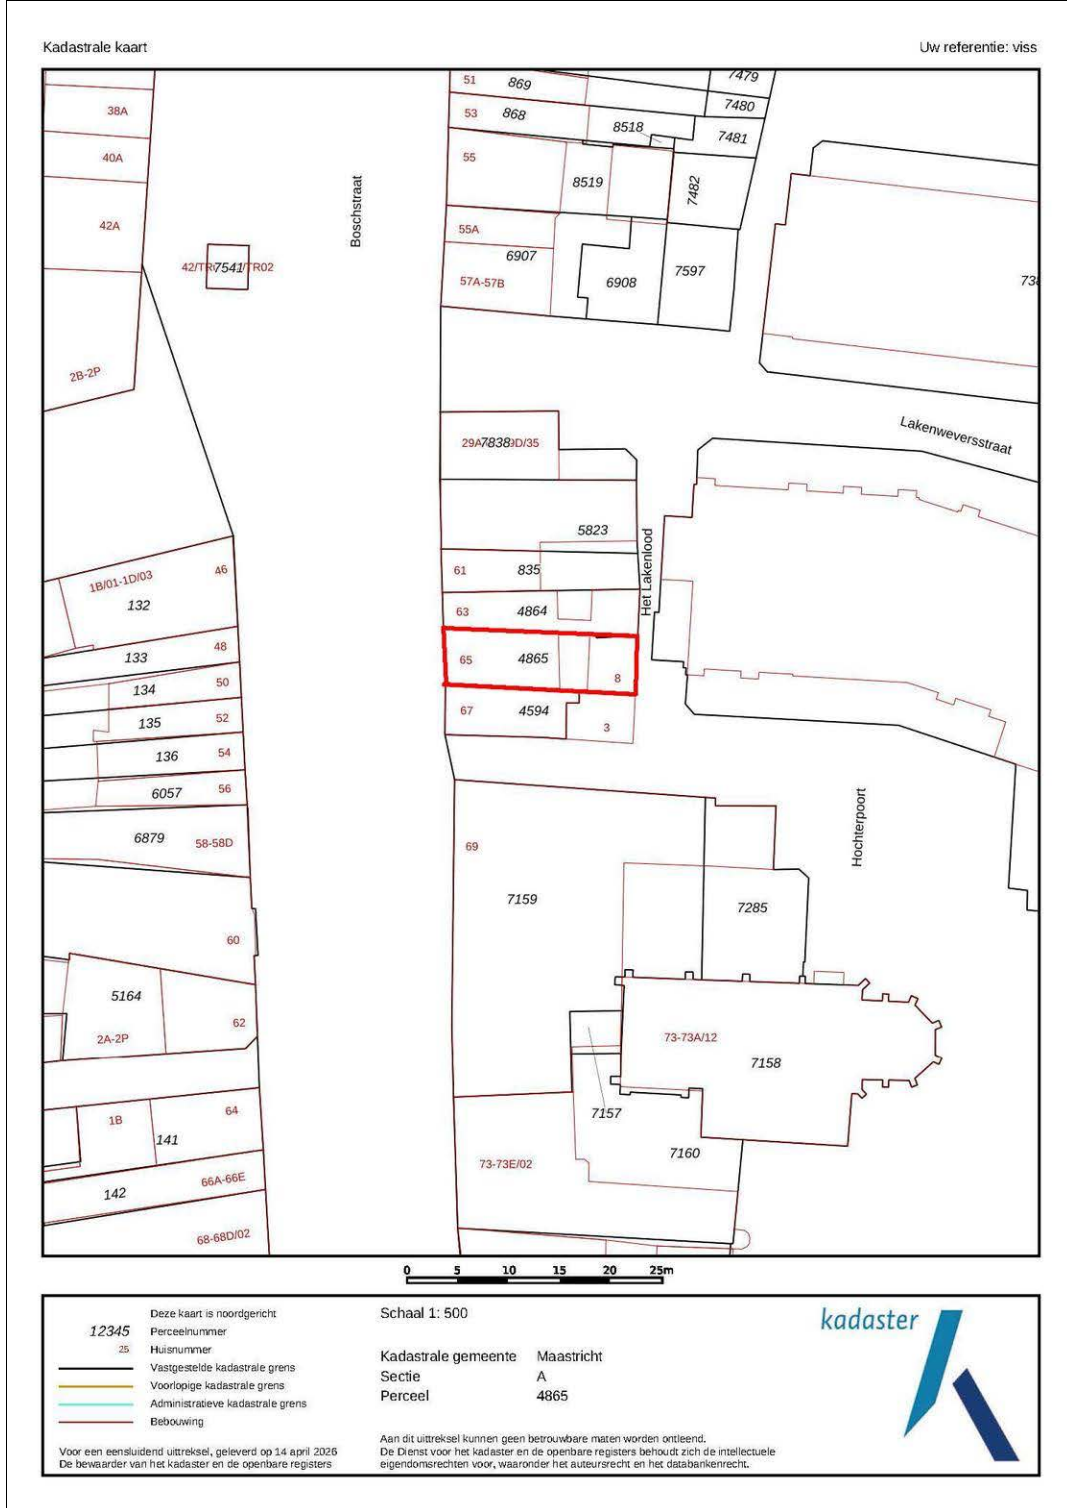 Kadastrale kaart
Uw referentie: viss
51
869
7479
38A
53
868
7480
8518
7481
40A
55
8519
7482
Boschstraat
42A
55A
6907
57A-57B
6908
7597
7541
TR02
2B-2P
Lakenweversstraat
7838
5823
Het Lakenlood
61
835
46
1B/01-1D/03
132
63
4864
48
133
65
4865
8
50
134
67
4594
3
52
135
54
136
56
6057
6879
58-58D
69
Hochterpoort
7159
7285
60
5164
62
2A-2P
73-73A/12
7158
64
1B
141
7157
7160
73-73E/02
66A-66E
142
68-68D/02
0 5 10 15 20 25m
Deze kaart is noordgericht
12345 Perceelnummer
25 Huisnummer
Vastgestelde kadastrale grens
Voorlopige kadastrale grens
Administratieve kadastrale grens
Bebouwing
Voor een eensluidend uittreksel, geleverd op 14 april 2026
De bewaarder van het kadaster en de openbare registers
Schaal 1: 500
Kadastrale gemeente Maastricht
Sectie A
Perceel 4865
Aan dit uittreksel kunnen geen betrouwbare maten worden ontleend.
De Dienst voor het kadaster en de openbare registers behoudt zich de intellectuele
eigendomsrechten voor, waaronder het auteursrecht en het databankenrecht.
kadaster